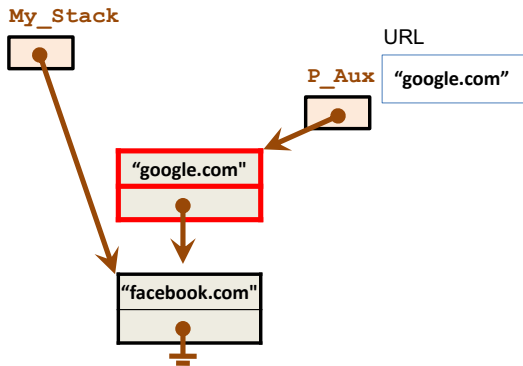 My_Stack
URL
P_Aux
“google.com”
“google.com"
“facebook.com"